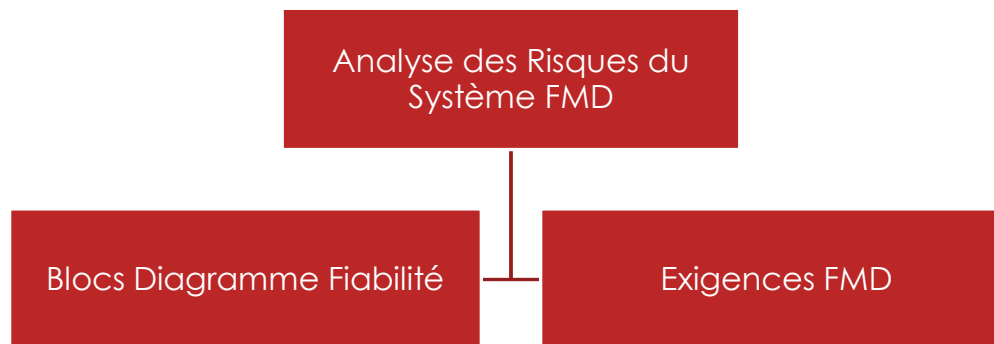 Analyse des Risques du
Système FMD
Blocs Diagramme Fiabilité
Exigences FMD